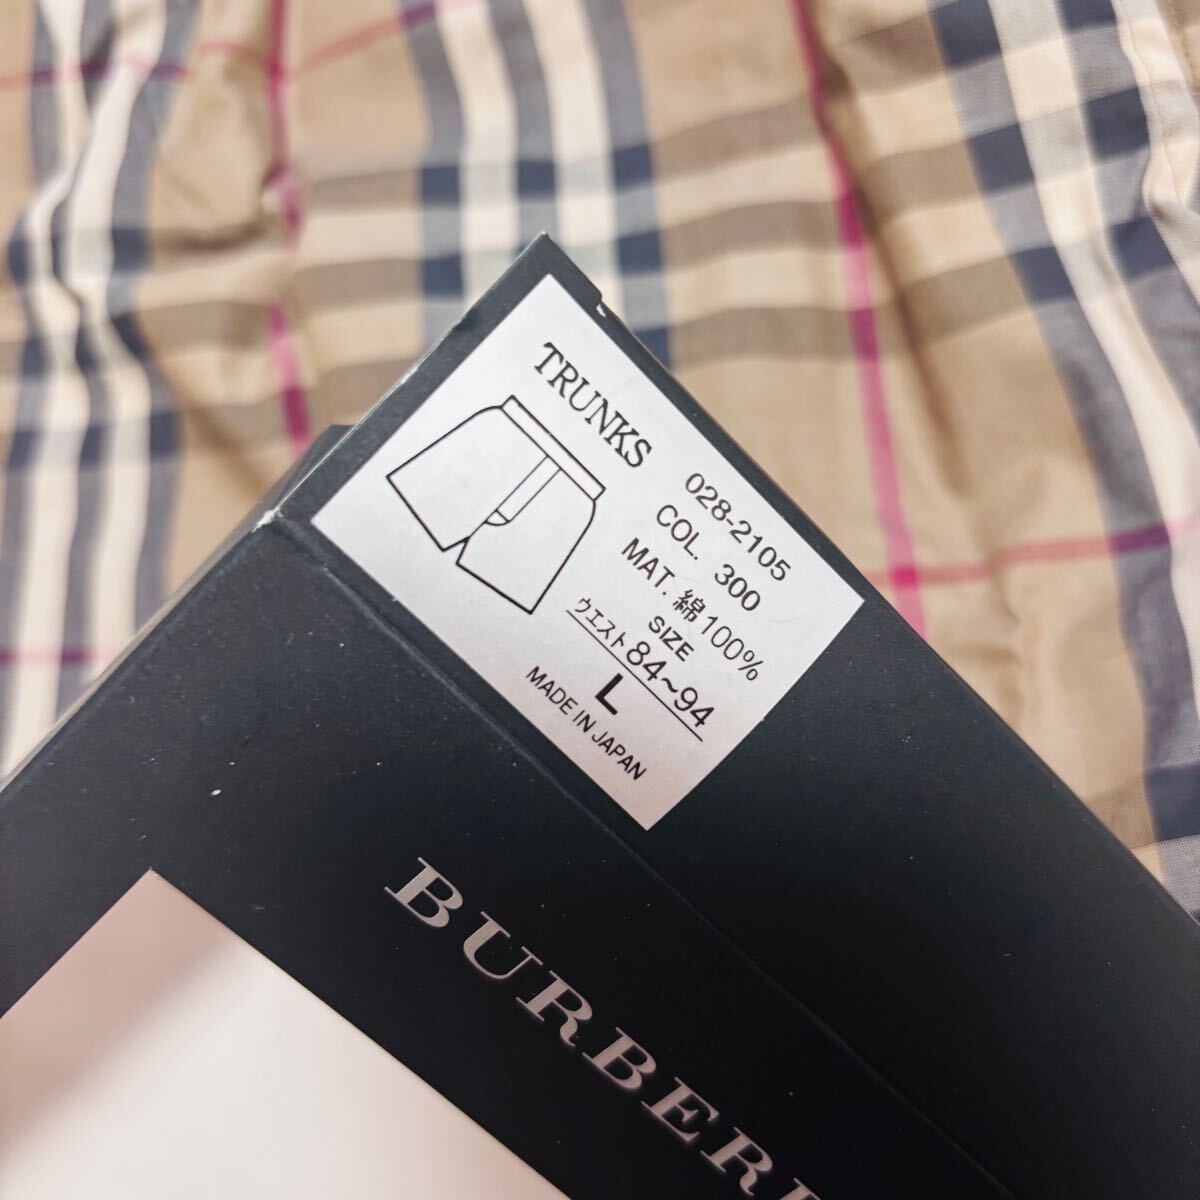 TRUNKS
028-2105
COL. 300
MAT. 綿100%
SIZE
ウエスト84~94
L
MADE IN JAPAN
BURBER